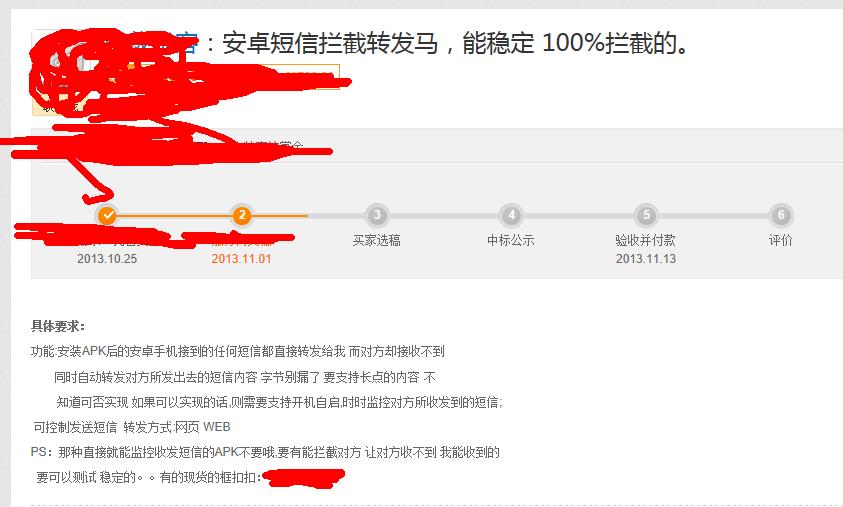 ：安卓短信拦截转发马，能稳定 100%拦截的。
2
3
4
5
6
买家选稿
中标公示
验收并付款
评价
2013.10.25
2013.11.01
2013.11.13
具体要求：
功能:安装APK后的安卓手机接到的任何短信都直接转发给我 而对方却接收不到
同时自动转发对方所发出去的短信内容 字节别漏了 要支持长点的内容 不
知道可否实现 如果可以实现的话,则需要支持开机自启,时时监控对方所收发到的短信;
可控制发送短信 转发方式:网页 WEB
PS：那种直接就能监控收发短信的APK不要哦,要有能拦截对方 让对方收不到 我能收到的
要可以测试 稳定的。。有的现货的框扣扣：